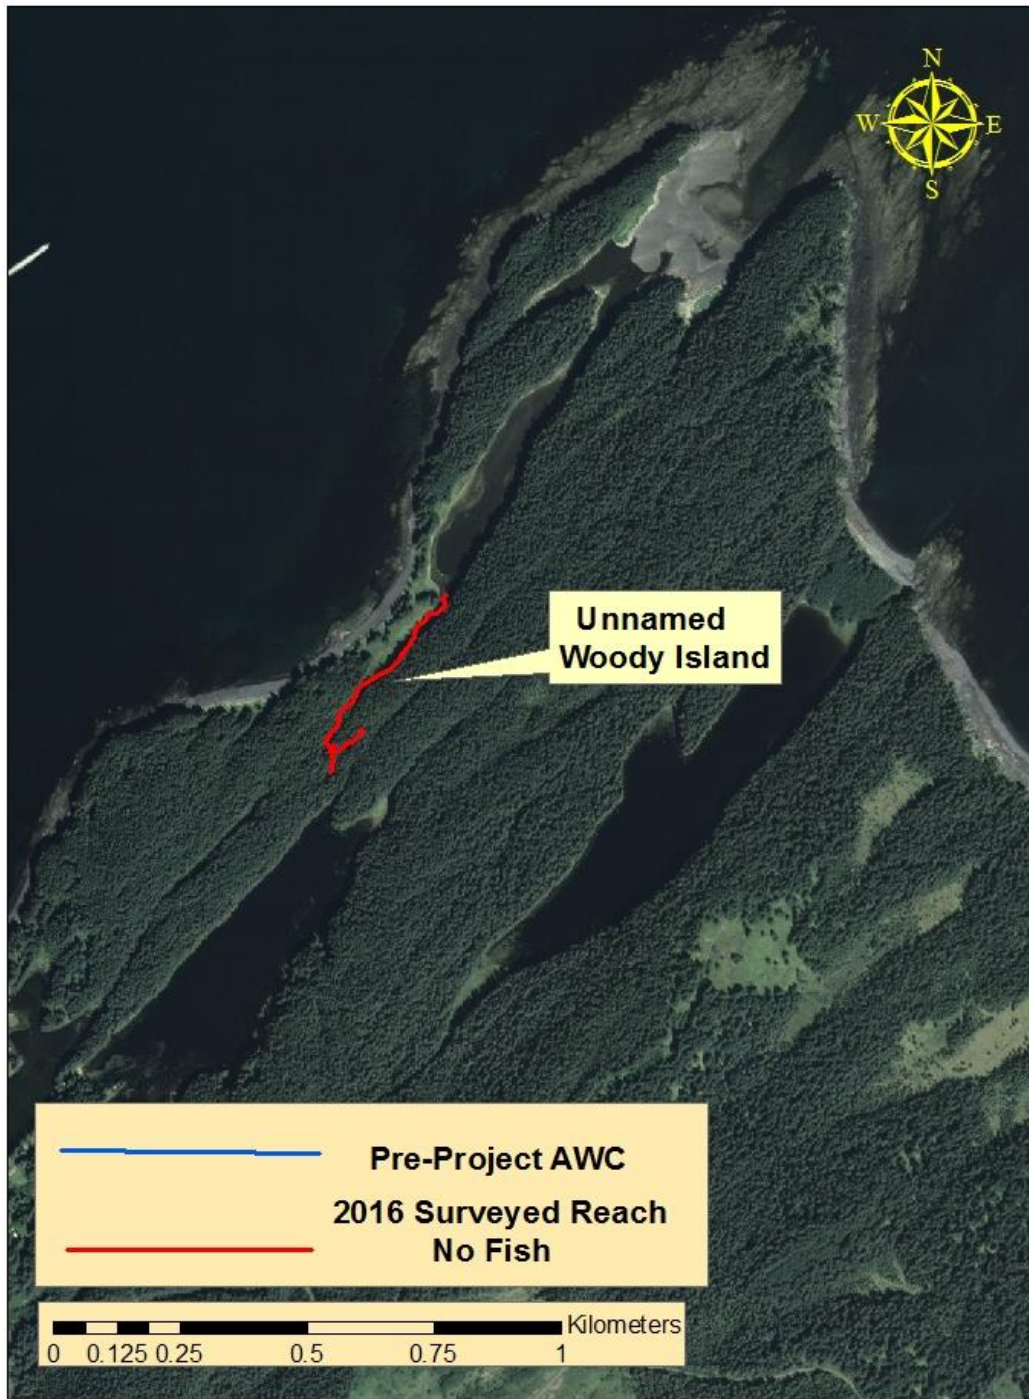 N
W E
S
Unnamed
Woody Island
Pre-Project AWC
2016 Surveyed Reach
No Fish
Kilometers
0 0.125 0.25 0.5 0.75 1